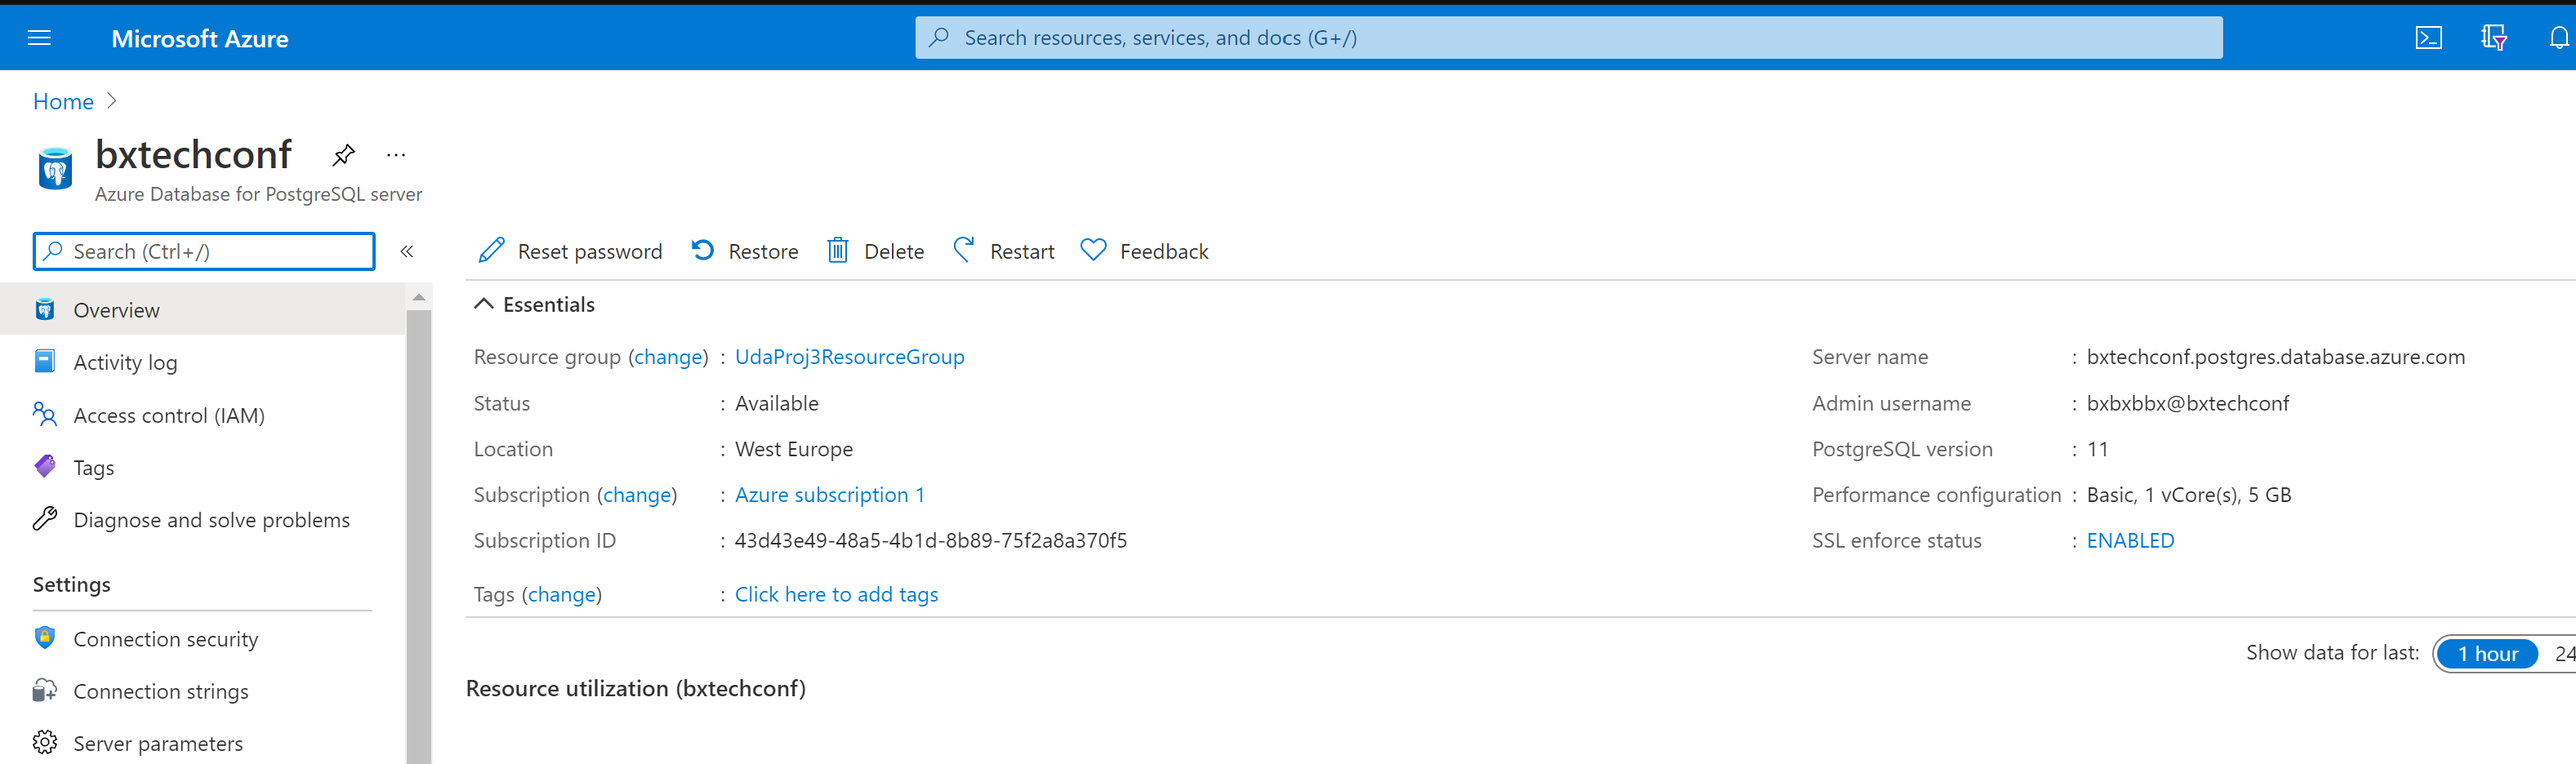 Microsoft Azure
Search resources, services, and docs (G+/)
Home
bxtechconf
Azure Database for PostgreSQL server
Search (Ctrl+/)
Reset password
Restore
Delete
Restart
Feedback
Overview
Activity log
Access control (IAM)
Tags
Diagnose and solve problems
Settings
Connection security
Connection strings
Server parameters
Essentials
Resource group (change) : UdaProj3ResourceGroup
Status : Available
Location : West Europe
Subscription (change) : Azure subscription 1
Subscription ID : 43d43e49-48a5-4b1d-8b89-75f2a8a370f5
Tags (change) : Click here to add tags
Server name : bxtechconf.postgres.database.azure.com
Admin username : bxbxbbx@bxtechconf
PostgreSQL version : 11
Performance configuration : Basic, 1 vCore(s), 5 GB
SSL enforce status : ENABLED
Show data for last: 1 hour 24
Resource utilization (bxtechconf)